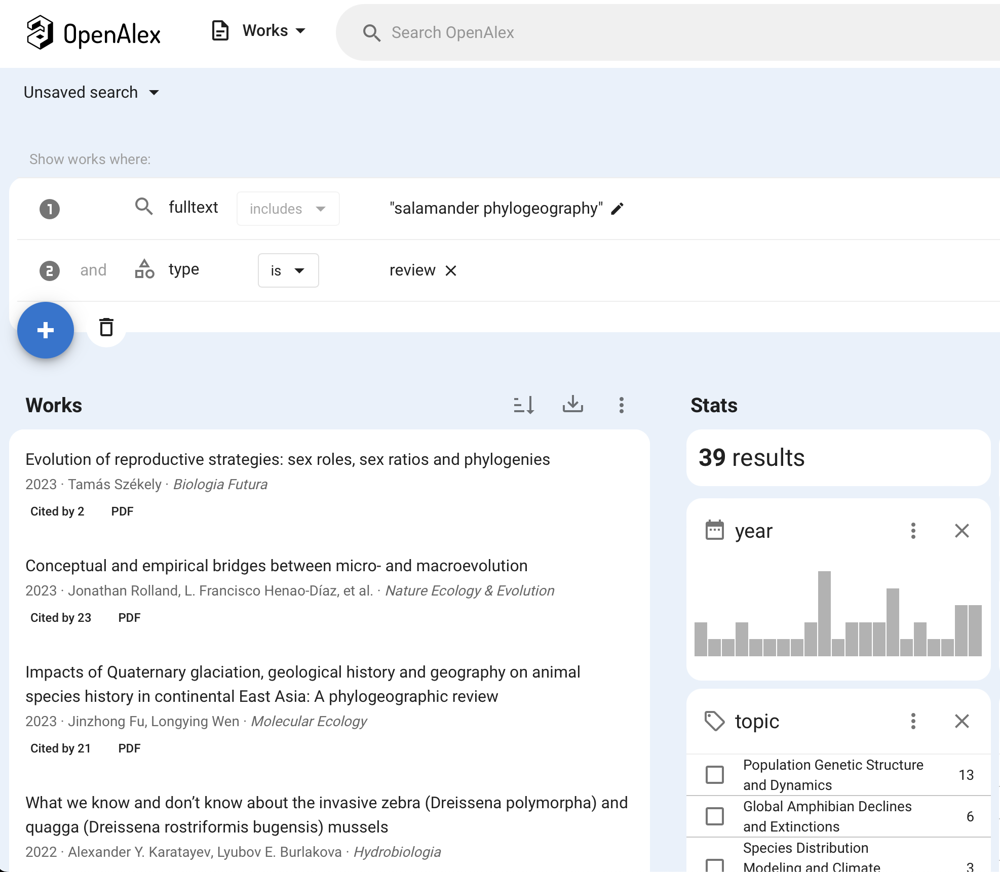 OpenAlex
Works
Search OpenAlex
Unsaved search
Show works where:
1 fulltext includes "salamander phylogeography"
2 and type is review
Works
Evolution of reproductive strategies: sex roles, sex ratios and phylogenies
2023 · Tamás Székely · Biologia Futura
Cited by 2 PDF
Conceptual and empirical bridges between micro- and macroevolution
2023 · Jonathan Rolland, L. Francisco Henao-Díaz, et al. · Nature Ecology & Evolution
Cited by 23 PDF
Impacts of Quaternary glaciation, geological history and geography on animal
species history in continental East Asia: A phylogeographic review
2023 · Jinzhong Fu, Longying Wen · Molecular Ecology
Cited by 21 PDF
What we know and don’t know about the invasive zebra (Dreissena polymorpha) and
quagga (Dreissena rostriformis bugensis) mussels
2022 · Alexander Y. Karatayev, Lyubov E. Burlakova · Hydrobiologia
Stats
39 results
year
topic
Population Genetic Structure
and Dynamics
13
Global Amphibian Declines
and Extinctions
6
Species Distribution
Modeling and Climate
3